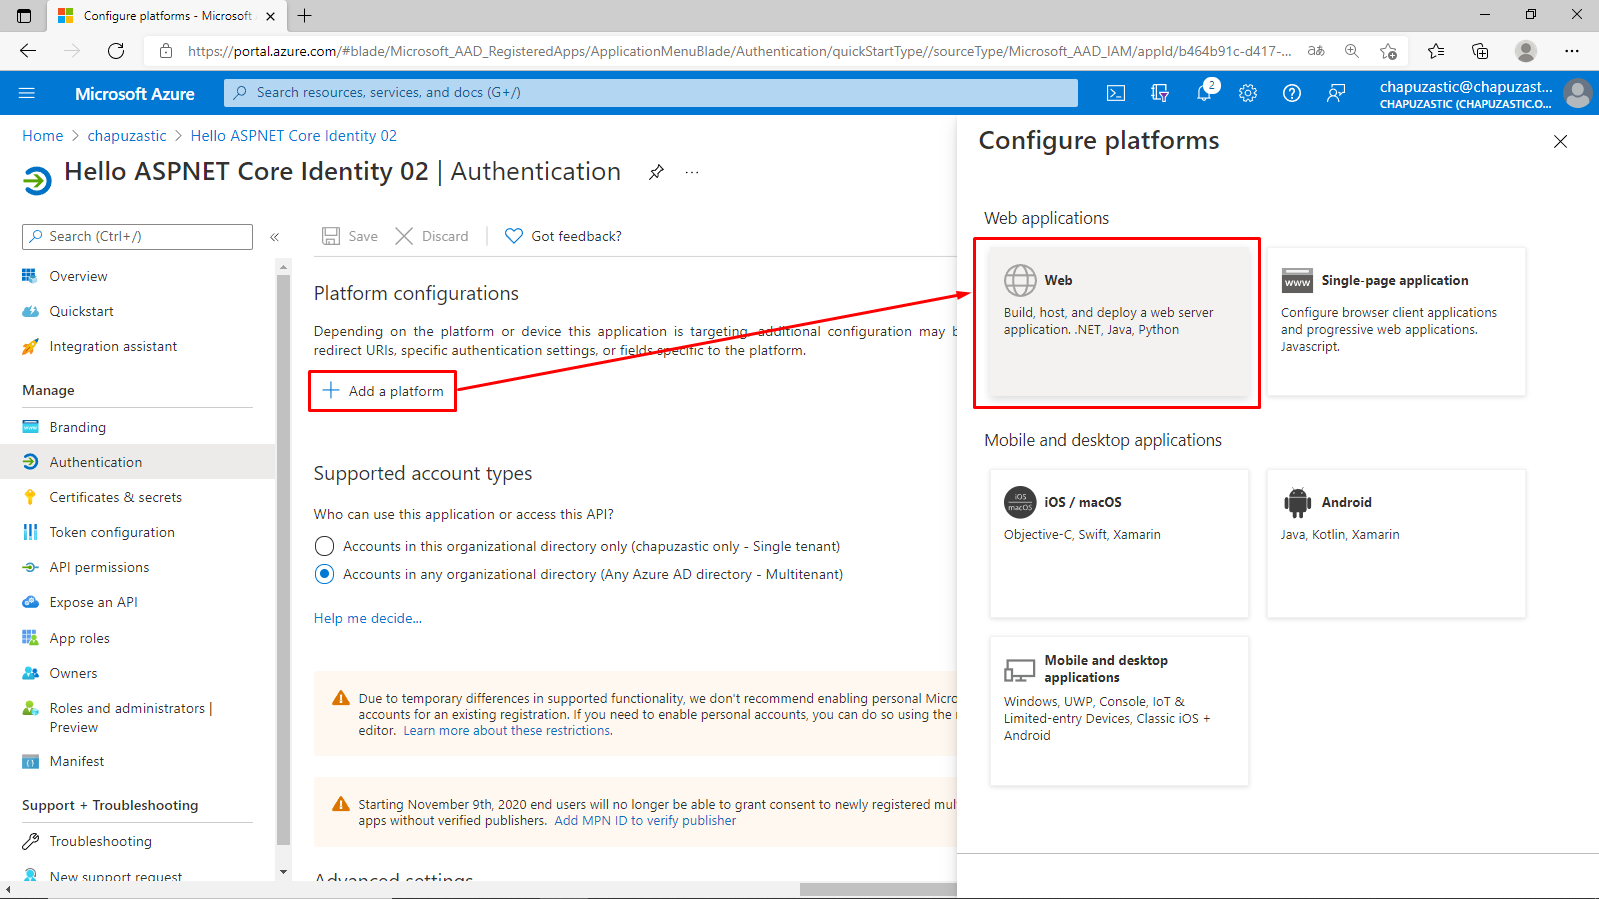 Configure platforms - Microsoft
https://portal.azure.com/#blade/Microsoft_AAD_RegisteredApps/ApplicationMenuBlade/Authentication/quickStartType//sourceType/Microsoft_AAD_IAM/appId/b464b91c-d417-...
あぁ
Microsoft Azure
Search resources, services, and docs (G+/)
2
chapuzastic@chapuzast...
CHAPUZASTIC (CHAPUZASTIC.O...
Home > chapuzastic > Hello ASPNET Core Identity 02
Hello ASPNET Core Identity 02 | Authentication
Search (Ctrl+/)
Overview
Quickstart
Integration assistant
Manage
Branding
Authentication
Certificates & secrets
Token configuration
API permissions
Expose an API
App roles
Owners
Roles and administrators |
Preview
Manifest
Support + Troubleshooting
Troubleshooting
New support request
Save
Discard
Got feedback?
Platform configurations
Depending on the platform or device this application is targeting, additional configuration may b
redirect URIs, specific authentication settings, or fields specific to the platform.
Add a platform
Supported account types
Who can use this application or access this API?
Accounts in this organizational directory only (chapuzastic only - Single tenant)
Accounts in any organizational directory (Any Azure AD directory - Multitenant)
Help me decide...
Due to temporary differences in supported functionality, we don't recommend enabling personal Micro
accounts for an existing registration. If you need to enable personal accounts, you can do so using the
editor. Learn more about these restrictions.
Starting November 9th, 2020 end users will no longer be able to grant consent to newly registered mul
apps without verified publishers. Add MPN ID to verify publisher
Advanced settings
Configure platforms
Web applications
Web
Build, host, and deploy a web server
application. .NET, Java, Python
www
Single-page application
Configure browser client applications
and progressive web applications.
Javascript.
Mobile and desktop applications
iOS
macOS
iOS / macOS
Objective-C, Swift, Xamarin
Android
Java, Kotlin, Xamarin
Mobile and desktop
applications
Windows, UWP, Console, IoT &
Limited-entry Devices, Classic iOS +
Android